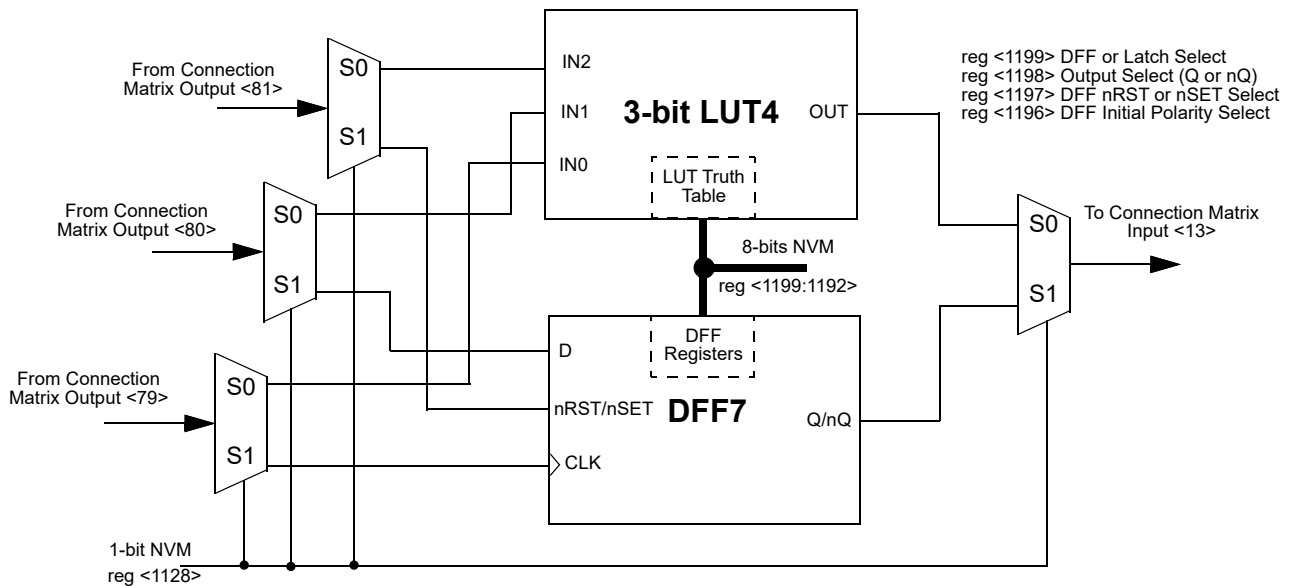 From Connection
Matrix Output <81>
S0
S1
From Connection
Matrix Output <80>
S0
S1
From Connection
Matrix Output <79>
S0
S1
1-bit NVM
reg <1128>
IN2
IN1
IN0
3-bit LUT4
OUT
LUT Truth
Table
8-bits NVM
reg <1199:1192>
DFF
Registers
D
nRST/nSET
CLK
DFF7
Q/nQ
reg <1199> DFF or Latch Select
reg <1198> Output Select (Q or nQ)
reg <1197> DFF nRST or nSET Select
reg <1196> DFF Initial Polarity Select
S0
S1
To Connection Matrix
Input <13>